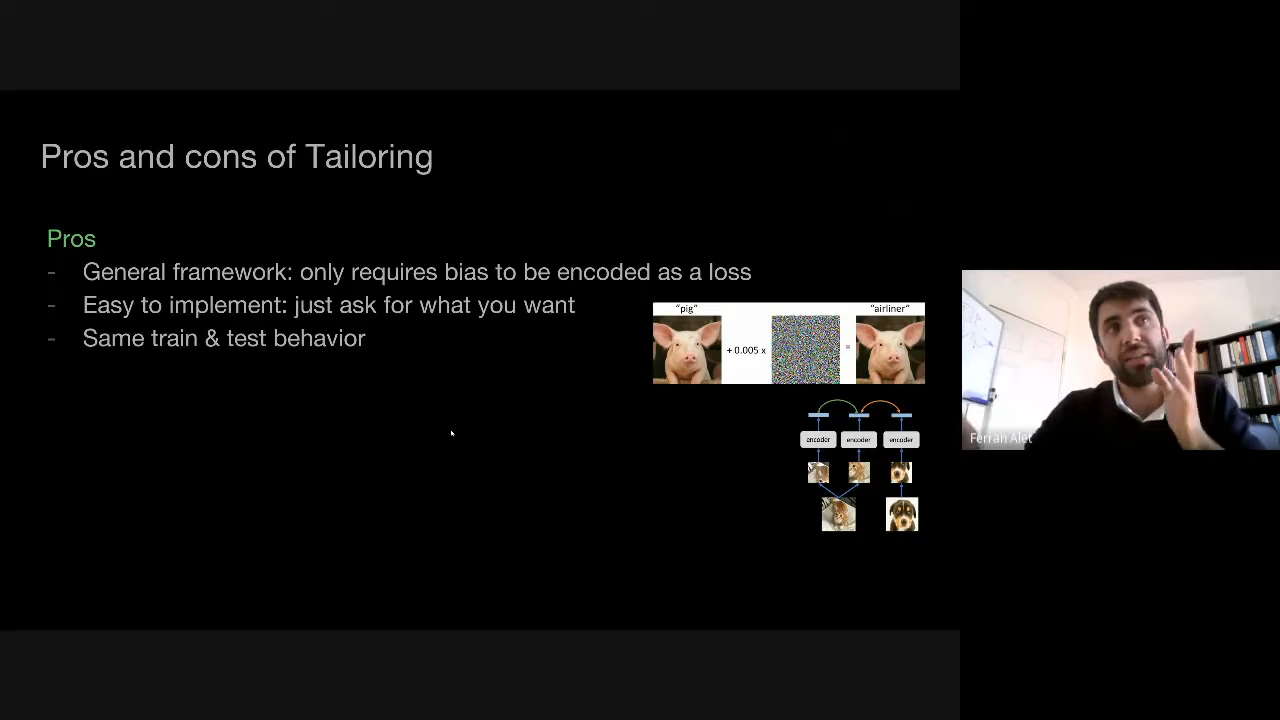 Pros and cons of Tailoring
Pros
- General framework: only requires bias to be encoded as a loss
- Easy to implement: just ask for what you want
- Same train & test behavior
"pig"
"airliner"
+ 0.005 x
=
encoder
encoder
encoder
Ferran Alet